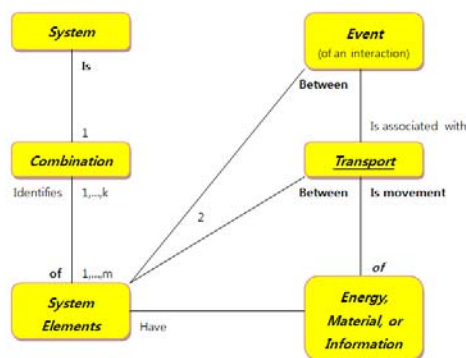 System
Event
(of an interaction)
Is
Between
1
Is associated with
Combination
Transport
Identifies
1,...,k
Between
Is movement
2
of
1,...,m
of
System
Elements
Have
Energy,
Material, or
Information